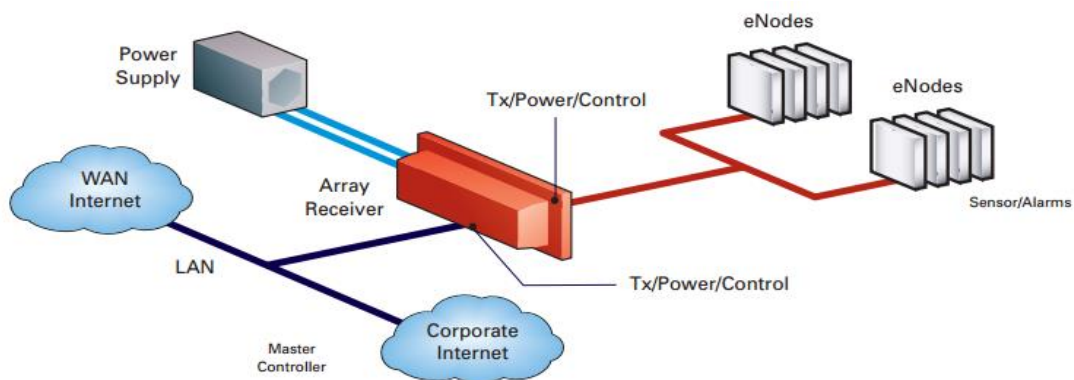 eNodes
Power
Supply
Tx/Power/Control
eNodes
WAN
Internet
Array
Receiver
Sensor/Alarms
LAN
Tx/Power/Control
Corporate
Internet
Master
Controller